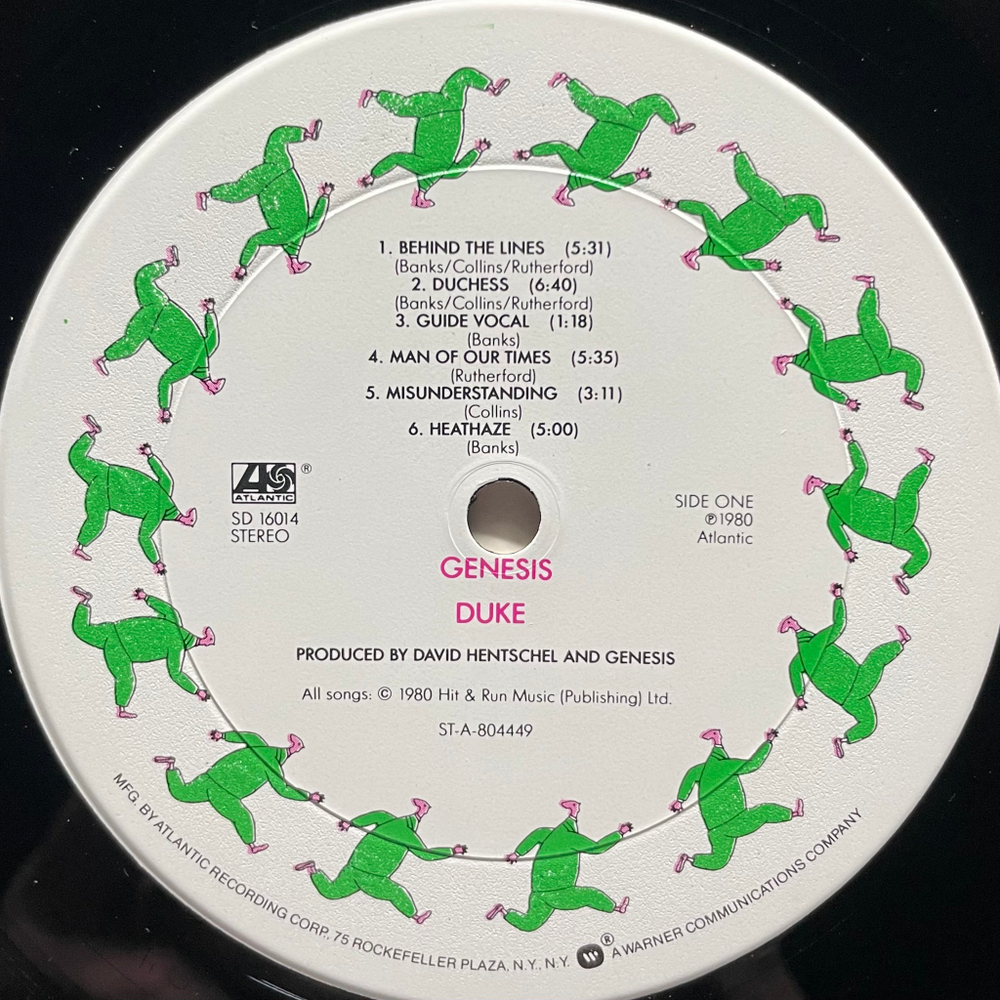 1. BEHIND THE LINES (5:31)
(Banks/Collins/Rutherford)
2. DUCHESS (6:40)
(Banks/Collins/Rutherford)
3. GUIDE VOCAL (1:18)
(Banks)
4. MAN OF OUR TIMES (5:35)
(Rutherford)
5. MISUNDERSTANDING (3:11)
(Collins)
6. HEATHAZE (5:00)
(Banks)
ATLANTIC ®
SD 16014
STEREO
SIDE ONE
℗1980
Atlantic
GENESIS
DUKE
PRODUCED BY DAVID HENTSCHEL AND GENESIS
All songs: © 1980 Hit & Run Music (Publishing) Ltd.
ST-A-804449
MFG. BY ATLANTIC RECORDING CORP., 75 ROCKEFELLER PLAZA, N.Y., N.Y. ® A WARNER COMMUNICATIONS COMPANY